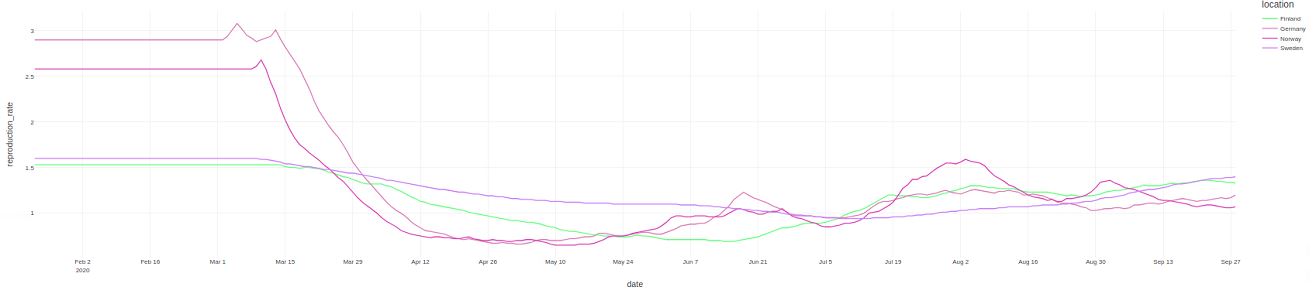 location
Finland
Germany
Norway
Sweden
3
2.5
2
1.5
1
reproduction_rate
Feb 2 Feb 16 Mar 1 Mar 15 Mar 29 Apr 12 Apr 26 May 10 May 24 Jun 7 Jun 21 Jul 5 Jul 19 Aug 2 Aug 16 Aug 30 Sep 13 Sep 27
2020
date